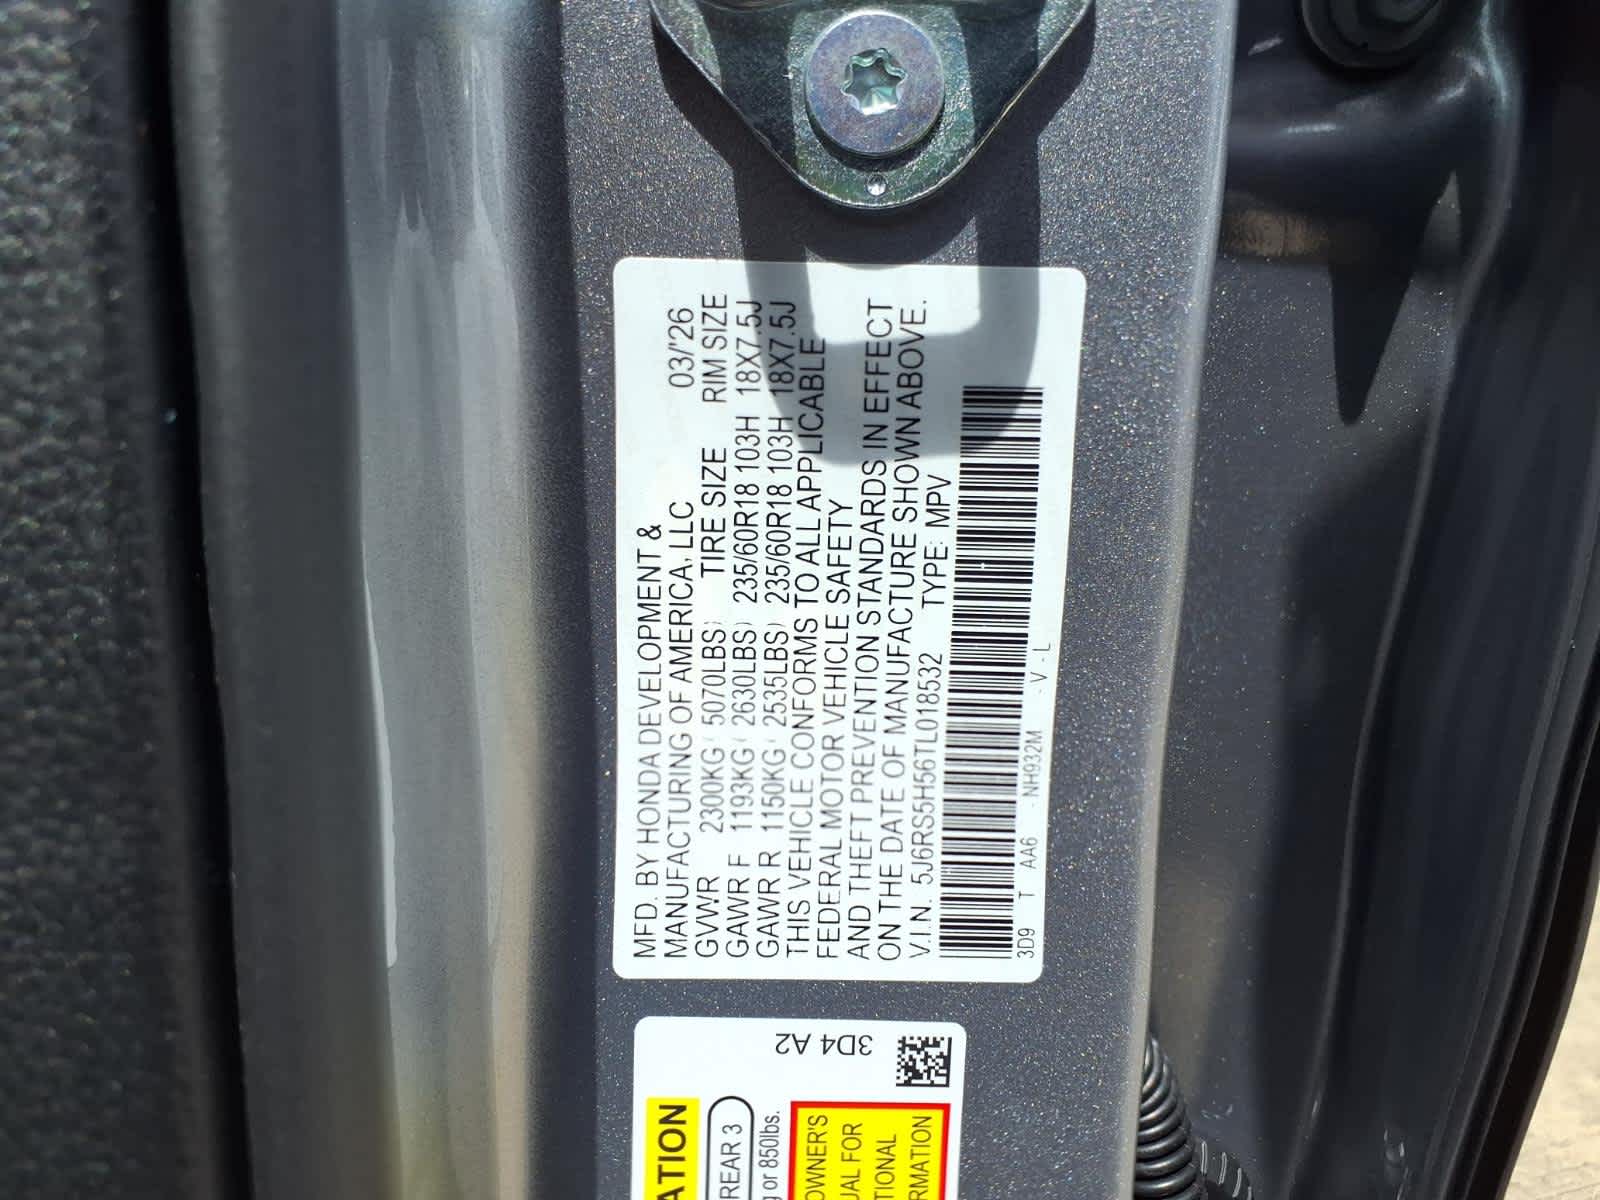 MFD. BY HONDA DEVELOPMENT &
MANUFACTURING OF AMERICA, LLC 03/'26
GVWR 2300KG (5070LBS) TIRE SIZE RIM SIZE
GAWR F 1193KG (2630LBS) 235/60R18 103H 18X7.5J
GAWR R 1150KG (2535LBS) 235/60R18 103H 18X7.5J
THIS VEHICLE CONFORMS TO ALL APPLICABLE
FEDERAL MOTOR VEHICLE SAFETY
AND THEFT PREVENTION STANDARDS IN EFFECT
ON THE DATE OF MANUFACTURE SHOWN ABOVE.
V.I.N. 5J6RS5H56TL018532 TYPE: MPV
3D9 T AA6 -NH932M -V-L
3D4 A2
ATION
REAR 3
g or 850lbs.
OWNER'S
UAL FOR
TIONAL
RMATION